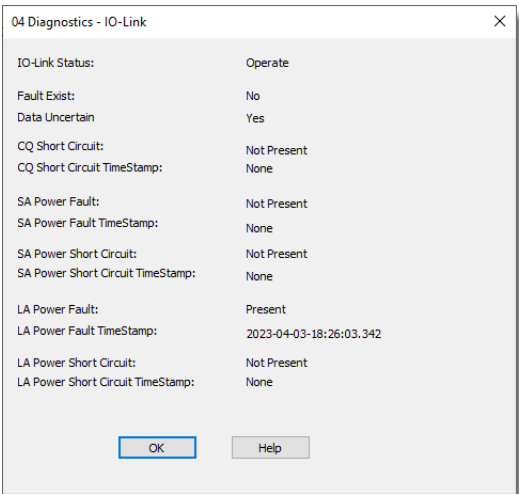 04 Diagnostics - IO-Link
IO-Link Status: Operate
Fault Exist: No
Data Uncertain Yes
CQ Short Circuit: Not Present
CQ Short Circuit TimeStamp: None
SA Power Fault: Not Present
SA Power Fault TimeStamp: None
SA Power Short Circuit: Not Present
SA Power Short Circuit TimeStamp: None
LA Power Fault: Present
LA Power Fault TimeStamp: 2023-04-03-18:26:03.342
LA Power Short Circuit: Not Present
LA Power Short Circuit TimeStamp: None
OK Help